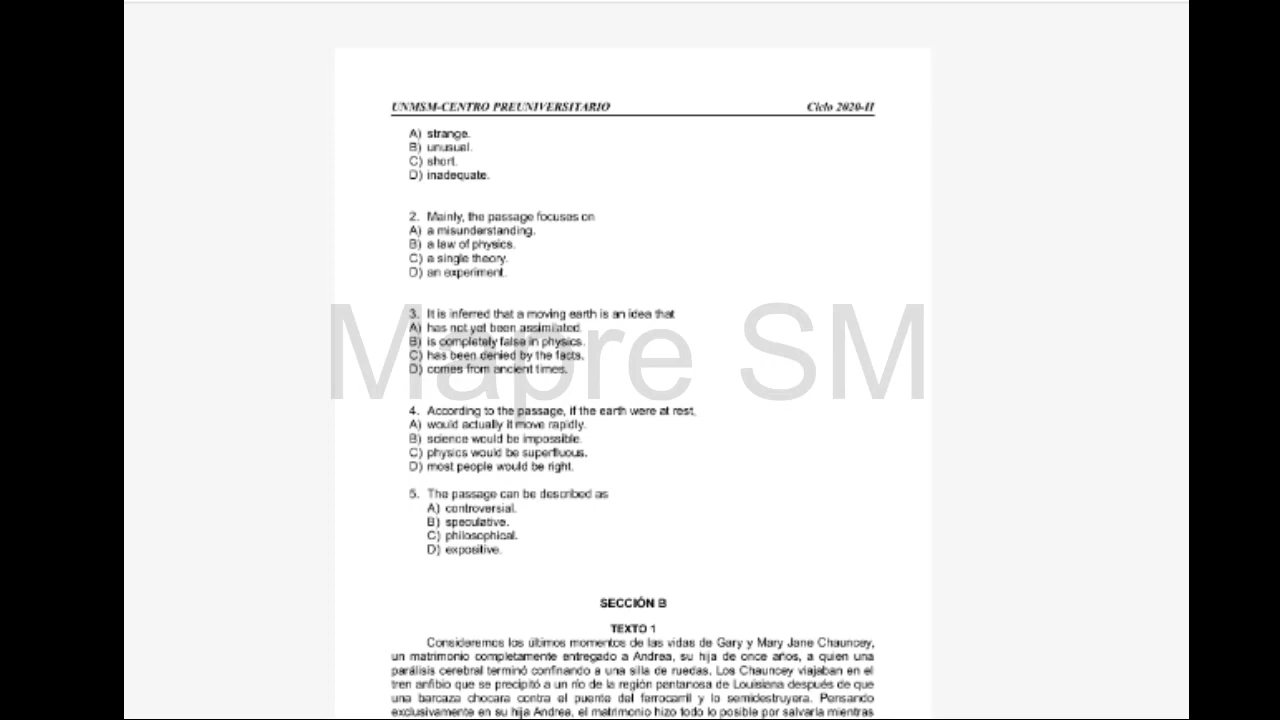 UNMSM-CENTRO PREUNIVERSITARIO Ciclo 2020-II
A) strange.
B) unusual.
C) short.
D) inadequate.
2. Mainly, the passage focuses on
A) a misunderstanding.
B) a law of physics.
C) a single theory.
D) an experiment.
3. It is inferred that a moving earth is an idea that
A) has not yet been assimilated.
B) is completely false in physics.
C) has been denied by the facts.
D) comes from ancient times.
Mapre SM
4. According to the passage, if the earth were at rest,
A) would actually it move rapidly.
B) science would be impossible.
C) physics would be superfluous.
D) most people would be right.
5. The passage can be described as
A) controversial.
B) speculative.
C) philosophical.
D) expositive.
SECCIÓN B
TEXTO 1
Consideremos los últimos momentos de las vidas de Gary y Mary Jane Chauncey,
un matrimonio completamente entregado a Andrea, su hija de once años, a quien una
parálisis cerebral terminó confinando a una silla de ruedas. Los Chauncey viajaban en el
tren anfibio que se precipitó a un río de la región pantanosa de Louisiana después de que
una barcaza chocara contra el puente del ferrocarril y lo semidestruyera. Pensando
exclusivamente en su hija Andrea, el matrimonio hizo todo lo posible por salvarla mientras